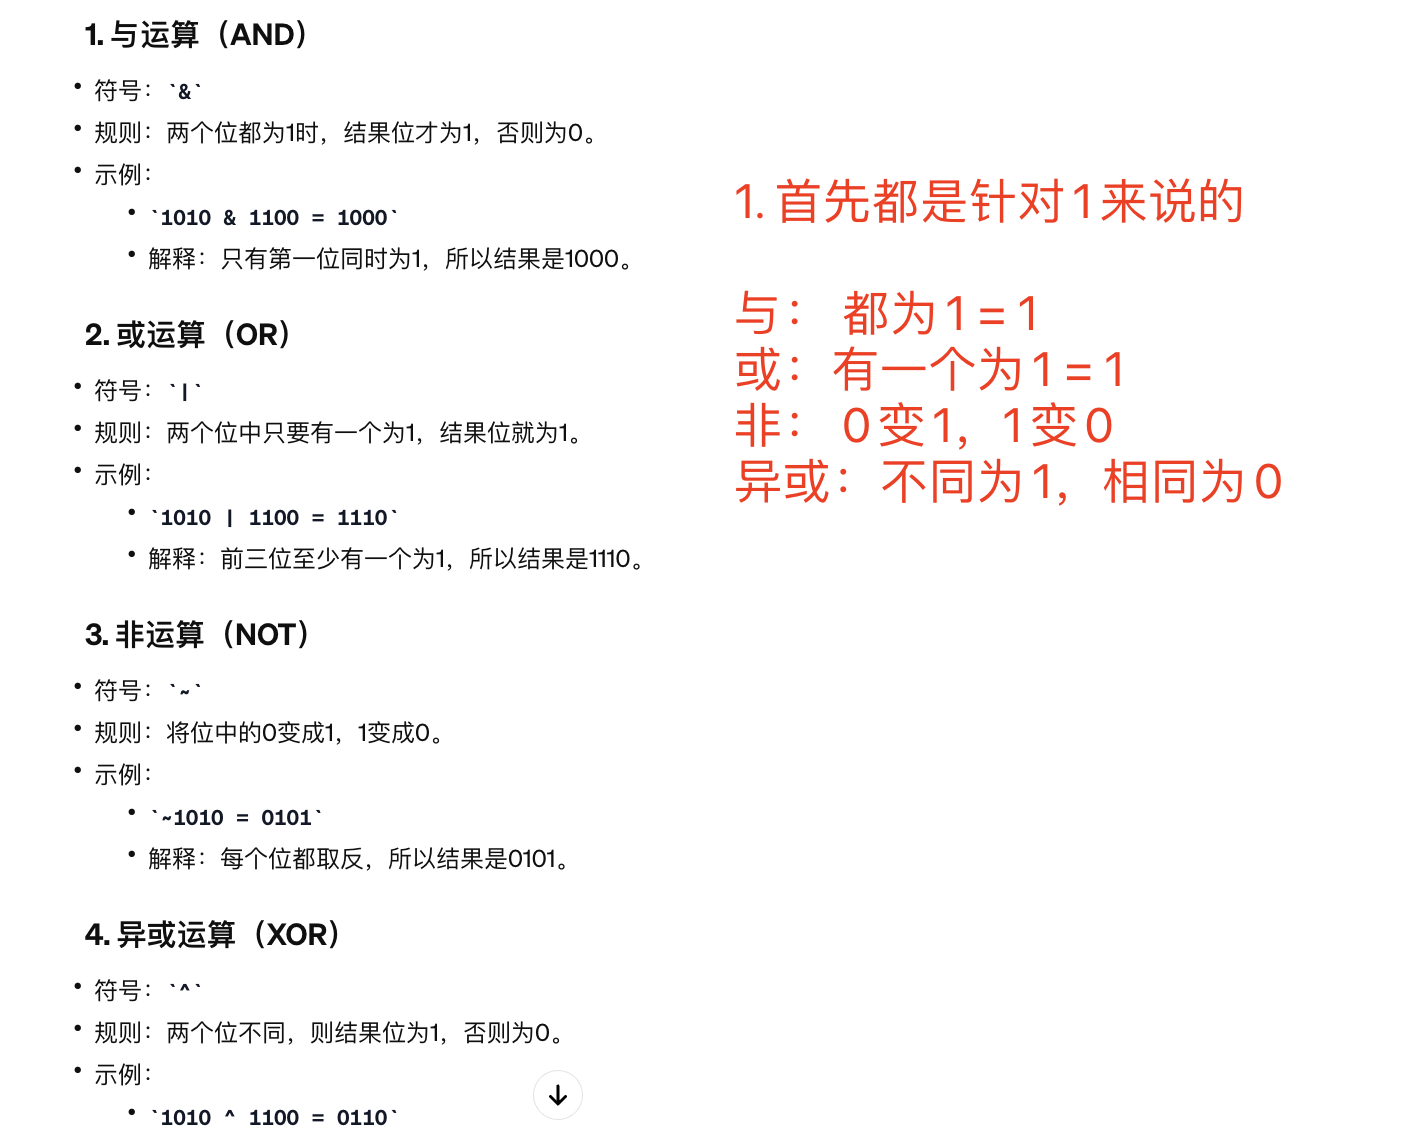 1. 与运算（AND）
• 符号：`&`
• 规则：两个位都为1时，结果位才为1，否则为0。
• 示例：
• `1010 & 1100 = 1000`
• 解释：只有第一位同时为1，所以结果是1000。
2. 或运算（OR）
• 符号：`|`
• 规则：两个位中只要有一个为1，结果位就为1。
• 示例：
• `1010 | 1100 = 1110`
• 解释：前三位至少有一个为1，所以结果是1110。
3. 非运算（NOT）
• 符号：`~`
• 规则：将位中的0变成1，1变成0。
• 示例：
• `~1010 = 0101`
• 解释：每个位都取反，所以结果是0101。
4. 异或运算（XOR）
• 符号：`^`
• 规则：两个位不同，则结果位为1，否则为0。
• 示例：
• `1010 ^ 1100 = 0110`
1. 首先都是针对1来说的
与： 都为1 = 1
或：有一个为1 = 1
非： 0变1，1变0
异或：不同为1，相同为0